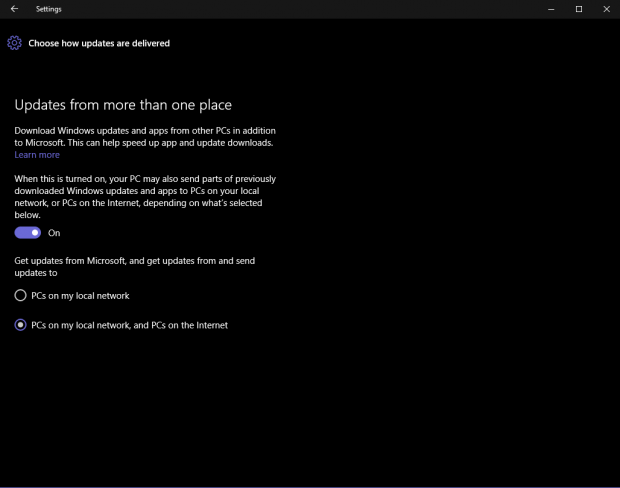 Settings
Choose how updates are delivered
Updates from more than one place
Download Windows updates and apps from other PCs in addition
to Microsoft. This can help speed up app and update downloads.
Learn more
When this is turned on, your PC may also send parts of previously
downloaded Windows updates and apps to PCs on your local
network, or PCs on the Internet, depending on what's selected
below.
On
Get updates from Microsoft, and get updates from and send
updates to
PCs on my local network
PCs on my local network, and PCs on the Internet